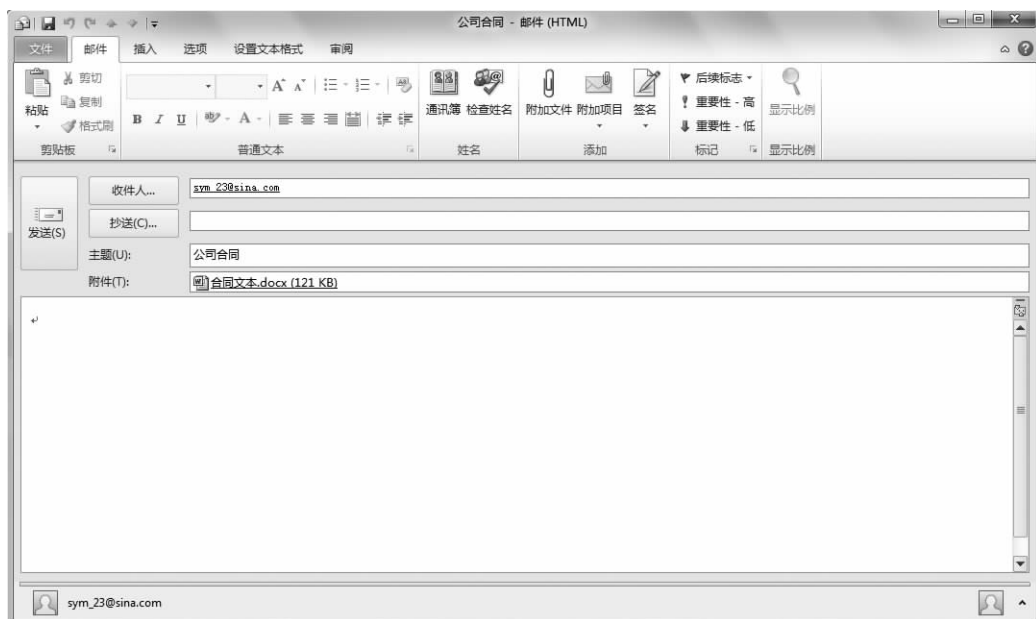 公司合同 - 邮件 (HTML)
文件 邮件 插入 选项 设置文本格式 审阅
粘贴
剪切
复制
格式刷
剪贴板
B I U A
普通文本
通讯簿 检查姓名
姓名
附加文件 附加项目 签名
添加
后续标志
重要性 - 高
重要性 - 低
标记
显示比例
显示比例
发送(S)
收件人... sym_23@sina.com
抄送(C)...
主题(U): 公司合同
附件(T): 合同文本.docx (121 KB)
sym_23@sina.com